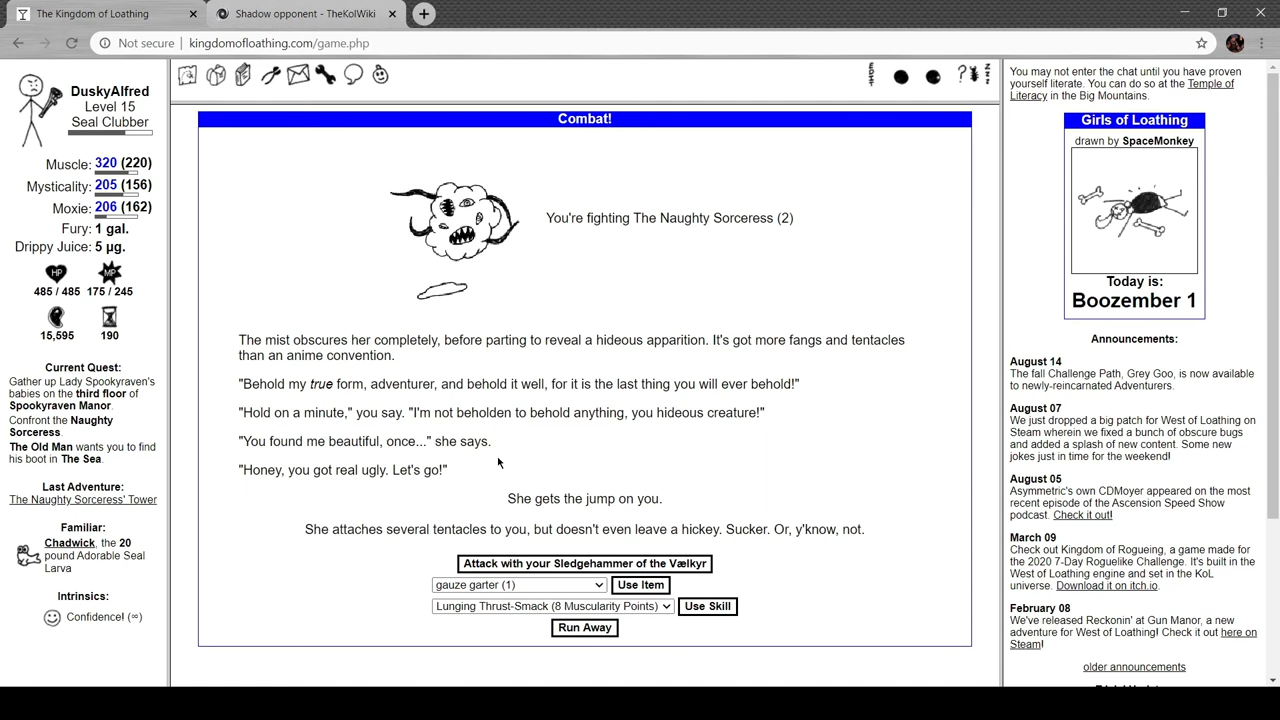 The Kingdom of Loathing
Shadow opponent - TheKolWiki
Not secure | kingdomofloathing.com/game.php
DuskyAlfred
Level 15
Seal Clubber
Muscle: 320 (220)
Mysticality: 205 (156)
Moxie: 206 (162)
Fury: 1 gal.
Drippy Juice: 5 µg.
HP
MP
485 / 485
175 / 245
15,595
190
Current Quest:
Gather up Lady Spookyraven's
babies on the third floor of
Spookyraven Manor.
Confront the Naughty
Sorceress.
The Old Man wants you to find
his boot in The Sea.
Last Adventure:
The Naughty Sorceress' Tower
Familiar:
Chadwick, the 20
pound Adorable Seal
Larva
Intrinsics:
Confidence! (∞)
Combat!
You're fighting The Naughty Sorceress (2)
The mist obscures her completely, before parting to reveal a hideous apparition. It's got more fangs and tentacles
than an anime convention.
"Behold my true form, adventurer, and behold it well, for it is the last thing you will ever behold!"
"Hold on a minute," you say. "I'm not beholden to behold anything, you hideous creature!"
"You found me beautiful, once..." she says.
"Honey, you got real ugly. Let's go!"
She gets the jump on you.
She attaches several tentacles to you, but doesn't even leave a hickey. Sucker. Or, y'know, not.
Attack with your Sledgehammer of the Vælkyr
gauze garter (1)
Use Item
Lunging Thrust-Smack (8 Muscularity Points)
Use Skill
Run Away
You may not enter the chat until you have proven
yourself literate. You can do so at the Temple of
Literacy in the Big Mountains.
Girls of Loathing
drawn by SpaceMonkey
Today is:
Boozember 1
Announcements:
August 14
The fall Challenge Path, Grey Goo, is now available
to newly-reincarnated Adventurers.
August 07
We just dropped a big patch for West of Loathing on
Steam wherein we fixed a bunch of obscure bugs
and added a splash of new content. Some new
jokes just in time for the weekend!
August 05
Asymmetric's own CDMoyer appeared on the most
recent episode of the Ascension Speed Show
podcast. Check it out!
March 09
Check out Kingdom of Rogueing, a game made for
the 2020 7-Day Roguelike Challenge. It's built in the
West of Loathing engine and set in the KoL
universe. Download it on itch.io.
February 08
We've released Reckonin' at Gun Manor, a new
adventure for West of Loathing! Check it out here on
Steam!
older announcements